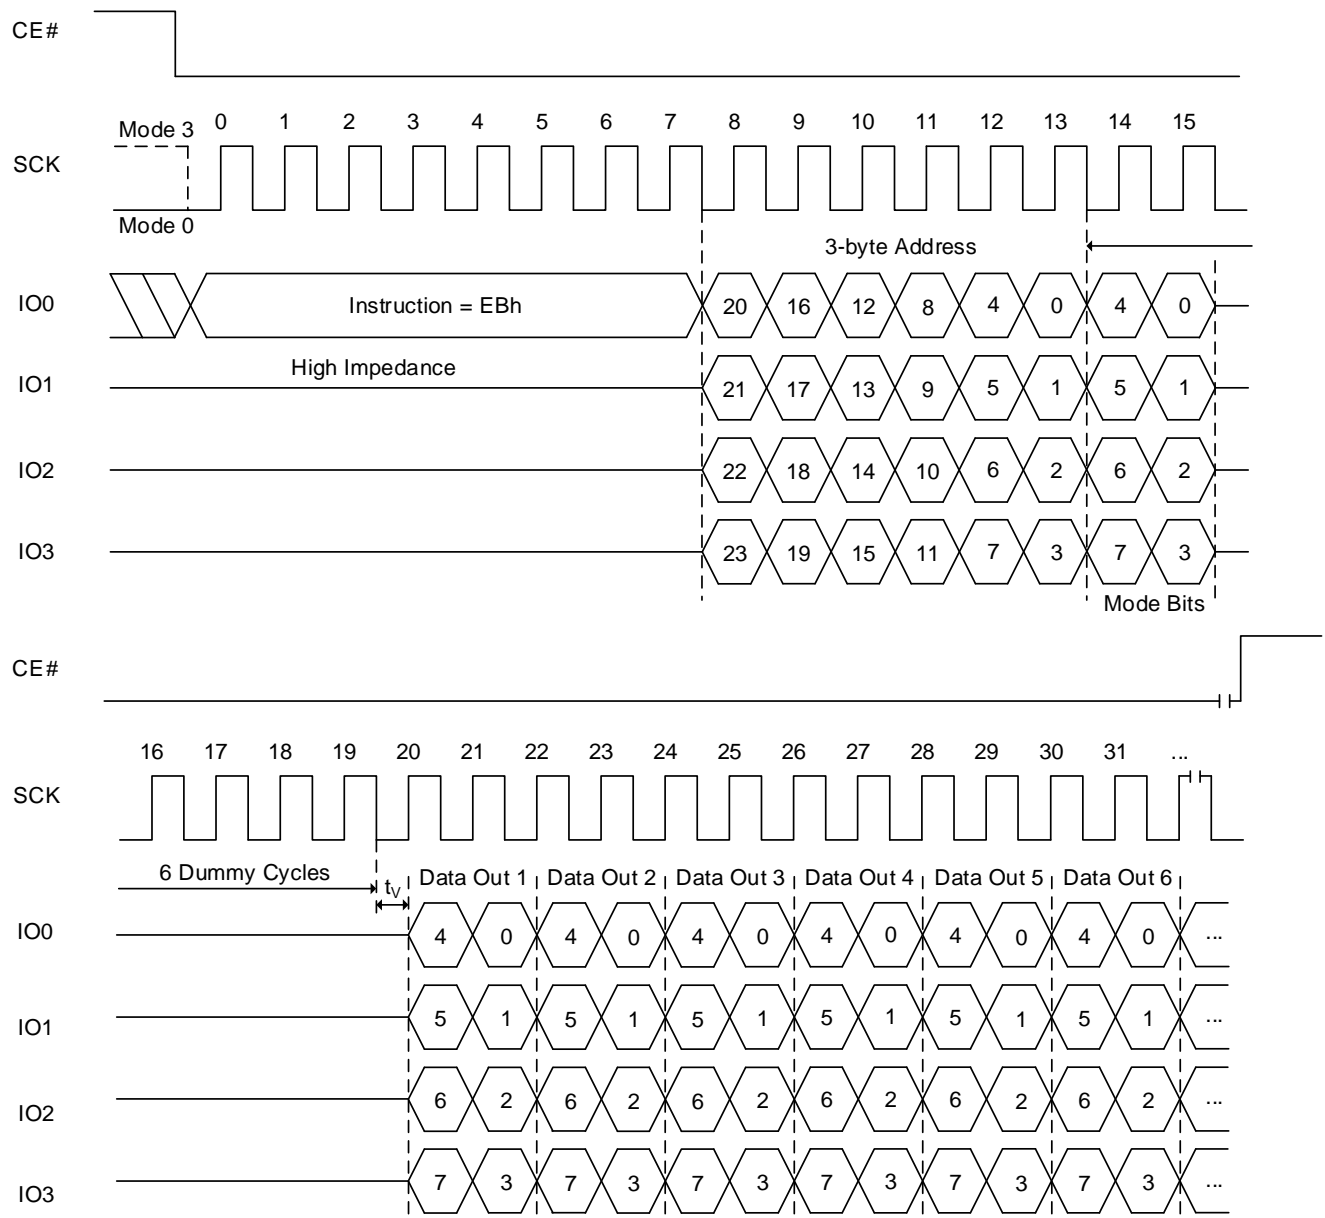 CE#
Mode 3 0 1 2 3 4 5 6 7 8 9 10 11 12 13 14 15
SCK
Mode 0
3-byte Address
IO0 Instruction = EBh 20 16 12 8 4 0 4 0
High Impedance
IO1 21 17 13 9 5 1 5 1
IO2 22 18 14 10 6 2 6 2
IO3 23 19 15 11 7 3 7 3
Mode Bits
CE#
16 17 18 19 20 21 22 23 24 25 26 27 28 29 30 31 ...
SCK
6 Dummy Cycles tV Data Out 1 Data Out 2 Data Out 3 Data Out 4 Data Out 5 Data Out 6
IO0 4 0 4 0 4 0 4 0 4 0 4 0 ...
IO1 5 1 5 1 5 1 5 1 5 1 5 1 ...
IO2 6 2 6 2 6 2 6 2 6 2 6 2 ...
IO3 7 3 7 3 7 3 7 3 7 3 7 3 ...